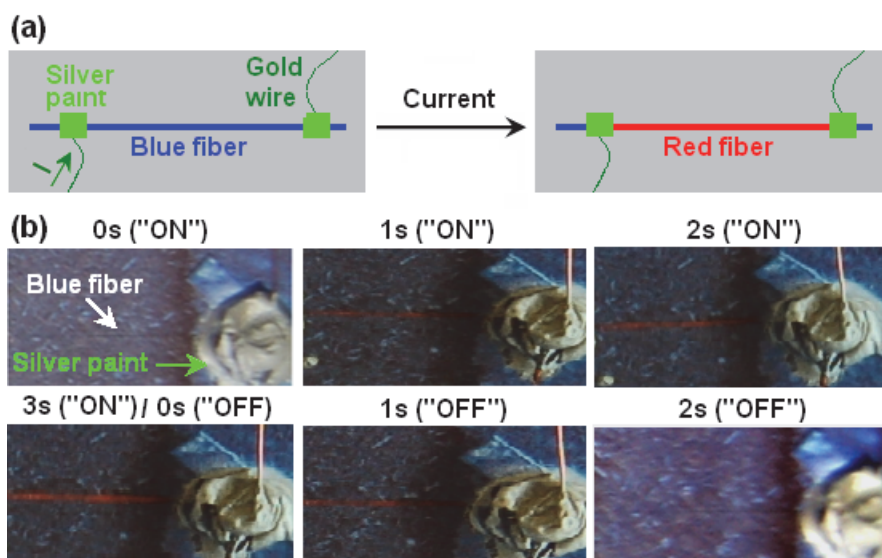 (a)
Silver
paint
Gold
wire
Blue fiber
Current
Red fiber
(b)
0s ("ON")
1s ("ON")
2s ("ON")
Blue fiber
Silver paint
3s ("ON") / 0s ("OFF)
1s ("OFF")
2s ("OFF")